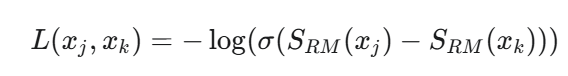 L(x_j, x_k) = − log(σ(S_{RM}(x_j) − S_{RM}(x_k)))